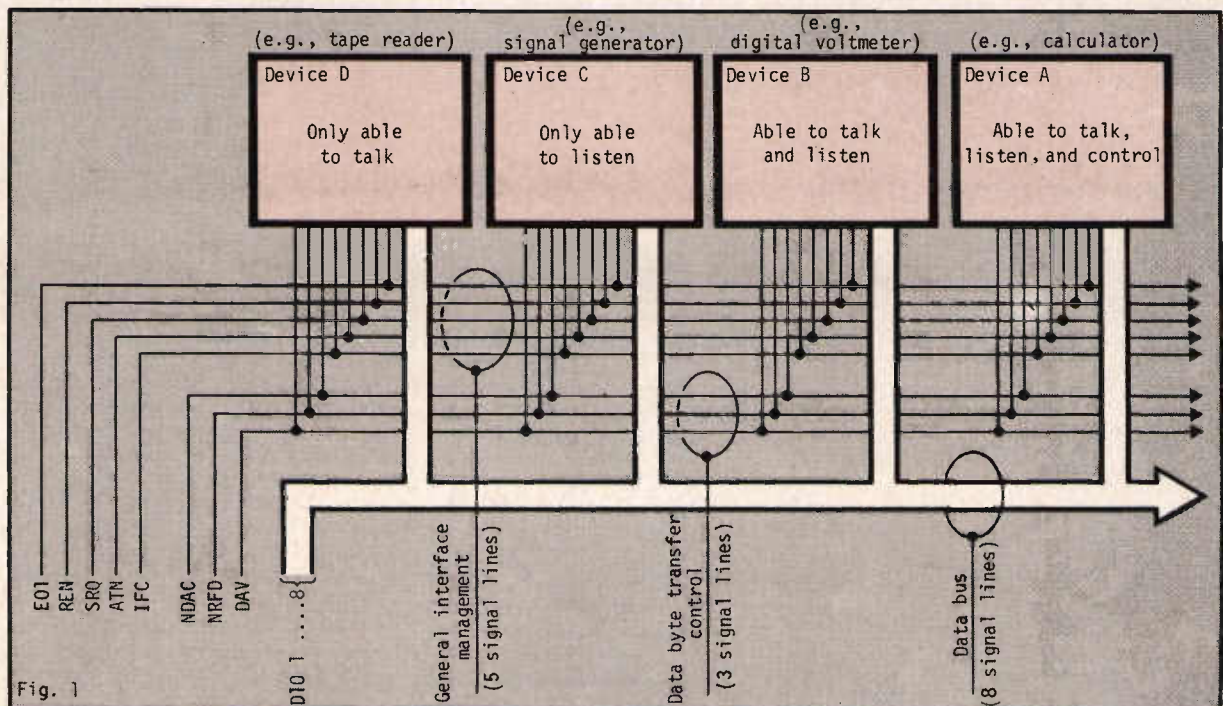 (e.g., tape reader)
(e.g.,
signal generator)
(e.g.,
digital voltmeter)
(e.g., calculator)
Device D
Only able
to talk
Device C
Only able
to listen
Device B
Able to talk
and listen
Device A
Able to talk,
listen, and control
EOI
REN
SRQ
ATN
IFC
NDAC
NRFD
DAV
DIO 1 ....8
General interface
management
(5 signal lines)
Data byte transfer
control
(3 signal lines)
Data bus
(8 signal lines)
Fig. 1